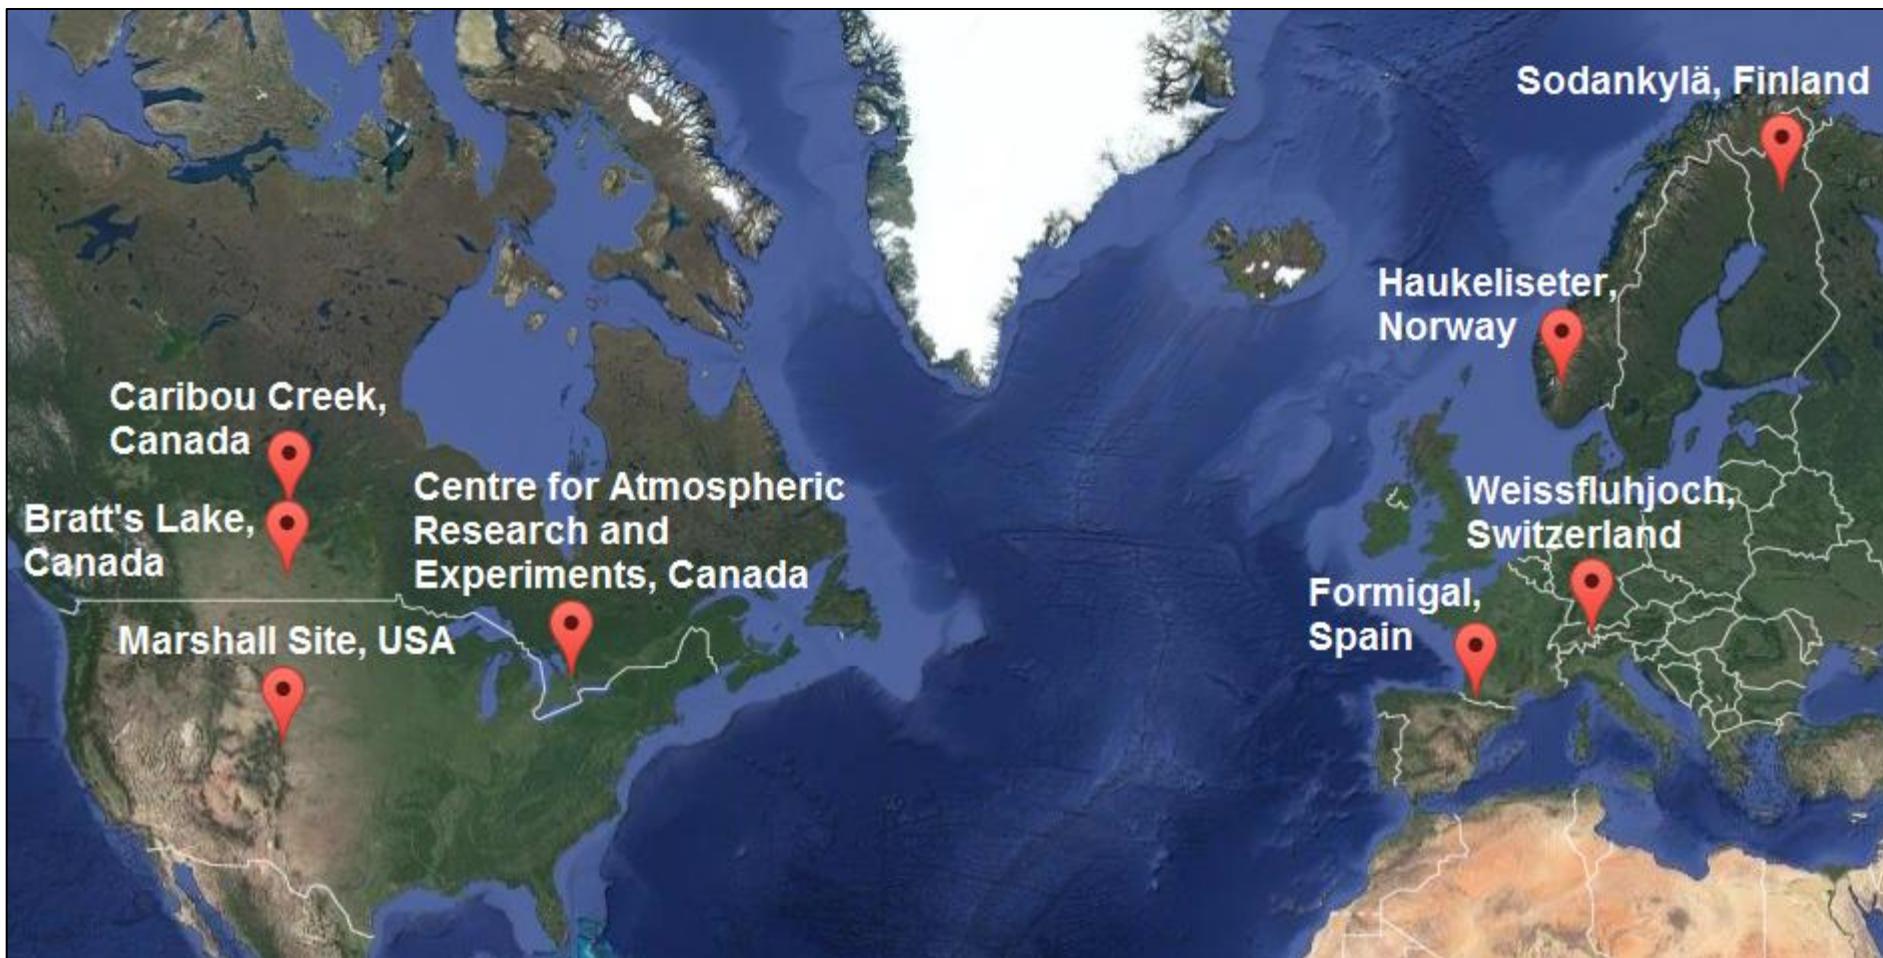 Sodankylä, Finland
Haukeliseter,
Norway
Caribou Creek,
Canada
Centre for Atmospheric
Research and
Experiments, Canada
Bratt's Lake,
Canada
Weissfluhjoch,
Switzerland
Formigal,
Spain
Marshall Site, USA